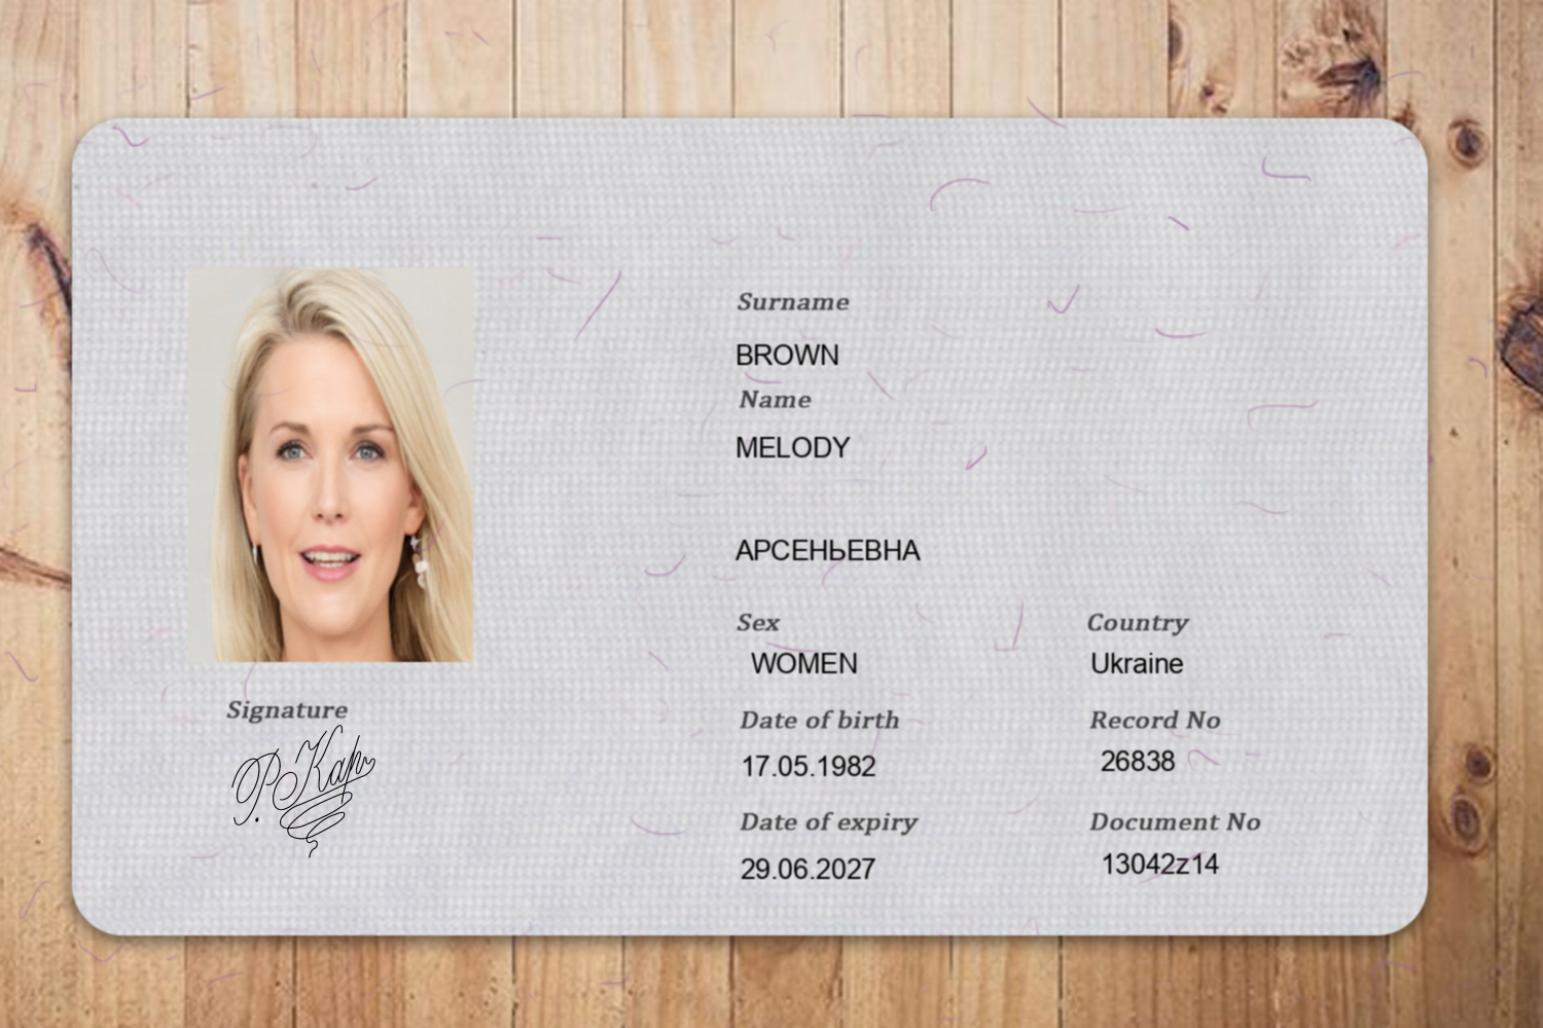 Surname
BROWN
Name
MELODY
АРСЕНЬЕВНА
Sex
Country
WOMEN
Ukraine
Date of birth
Record No
17.05.1982
26838
Signature
Date of expiry
Document No
29.06.2027
13042z14